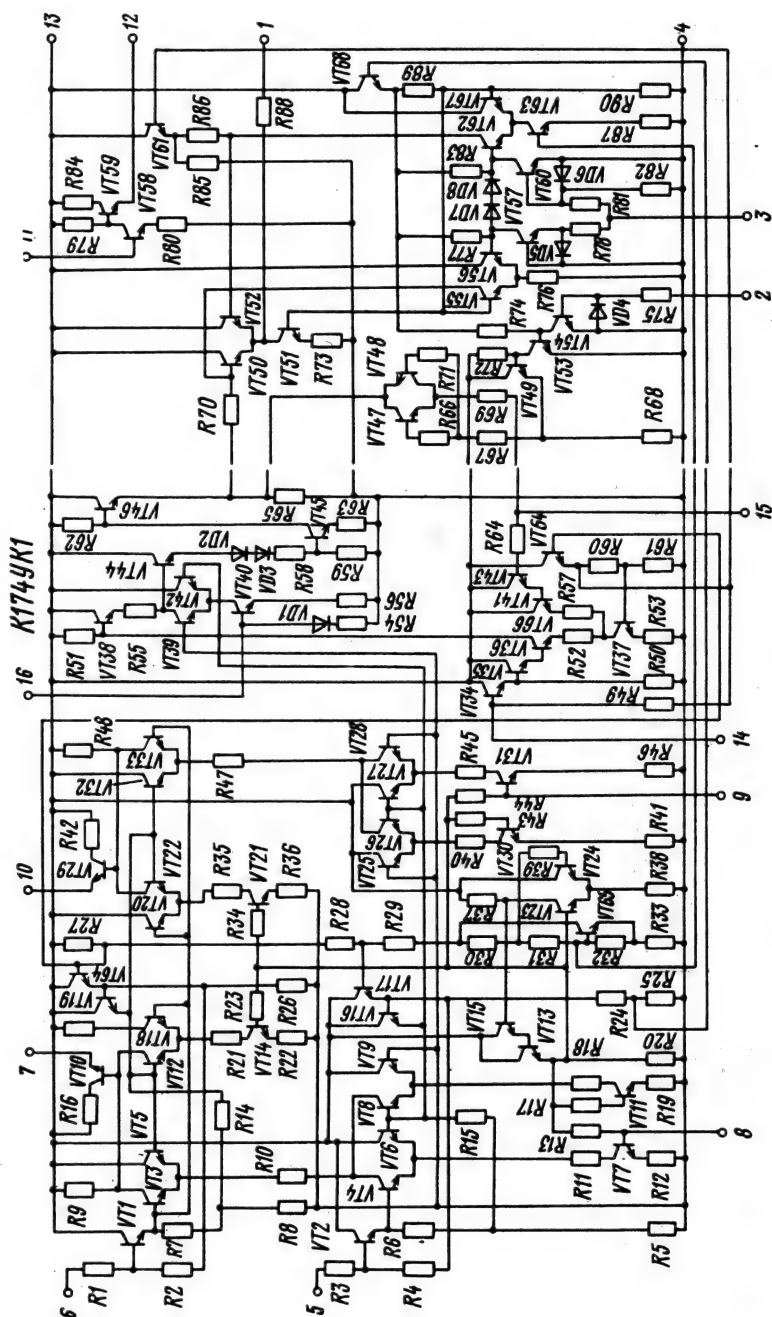 К174УК1
6
R1
R2
5
R3
R4
VT1
R7
VT2
R6
R5
R9
VT3
R8
VT4
VT5
R10
VT6
R11
VT7
R12
R16
VT10
7
VT12
R14
VT8
VT9
R15
R13
8
R17
VT11
R19
VT18
R21
VT14
R22
R23
R18
R20
VT13
VT15
VT19
VT64
R26
VT16
VT17
R24
R25
R27
R28
R29
R30
R31
R32
R33
VT65
VT20
VT22
R34
R35
VT21
R36
R37
VT23
VT24
R39
R38
10
VT29
R42
VT25
VT26
R40
VT30
R41
R43
R44
9
VT32
VT33
R48
R47
VT27
VT28
R45
VT31
R46
16
14
VT34
R49
R50
VT35
VT36
R52
VT37
R53
R51
VT38
R55
VT39
VT42
VT44
VT40
VD1
R54
R56
VT66
VT41
VT43
R57
R64
VT64
R60
R61
R62
VD2
VD3
R58
R59
VT45
R63
VT46
R65
15
R70
VT47
VT48
R66
R71
R67
R69
R68
VT49
R72
VT53
VT54
R74
VD4
R75
2
VT50
VT52
VT51
R73
VT55
VT56
R76
R77
VD7
VD8
VT57
VD5
R78
R81
3
VT60
VD6
R82
R83
11
R79
R80
VT58
VT59
R84
12
VT61
R85
R86
R88
1
VT62
VT67
VT63
R87
VT68
R89
R90
13
4